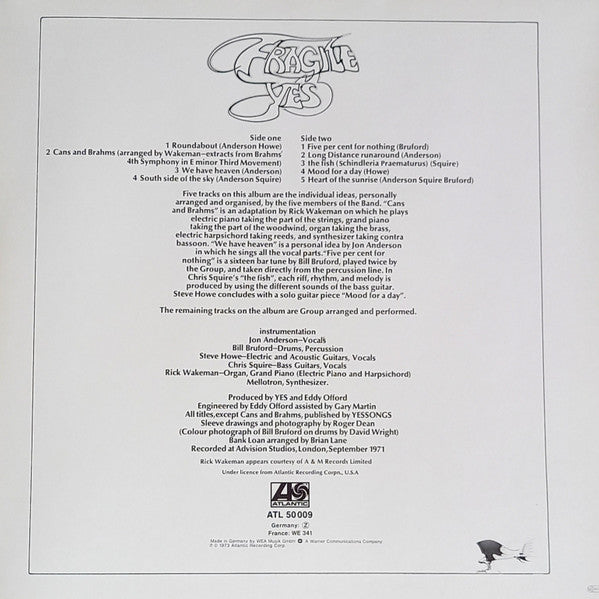 FRAGILE
YES
Side one
1 Roundabout (Anderson Howe)
2 Cans and Brahms (arranged by Wakeman—extracts from Brahms'
4th Symphony in E minor Third Movement)
3 We have heaven (Anderson)
4 South side of the sky (Anderson Squire)
Side two
1 Five per cent for nothing (Bruford)
2 Long Distance runaround (Anderson)
3 the fish (Schindleria Praematurus) (Squire)
4 Mood for a day (Howe)
5 Heart of the sunrise (Anderson Squire Bruford)
Five tracks on this album are the individual ideas, personally
arranged and organised, by the five members of the Band. "Cans
and Brahms" is an adaptation by Rick Wakeman on which he plays
electric piano taking the part of the strings, grand piano
taking the part of the woodwind, organ taking the brass,
electric harpsichord taking reeds, and synthesizer taking contra
bassoon. "We have heaven" is a personal idea by Jon Anderson
in which he sings all the vocal parts."Five per cent for
nothing" is a sixteen bar tune by Bill Bruford, played twice by
the Group, and taken directly from the percussion line. In
Chris Squire's "the fish", each riff, rhythm, and melody is
produced by using the different sounds of the bass guitar.
Steve Howe concludes with a solo guitar piece "Mood for a day".
The remaining tracks on the album are Group arranged and performed.
instrumentation
Jon Anderson—Vocals
Bill Bruford—Drums, Percussion
Steve Howe—Electric and Acoustic Guitars, Vocals
Chris Squire—Bass Guitars, Vocals
Rick Wakeman—Organ, Grand Piano (Electric Piano and Harpsichord)
Mellotron, Synthesizer.
Produced by YES and Eddy Offord
Engineered by Eddy Offord assisted by Gary Martin
All titles, except Cans and Brahms, published by YESSONGS
Sleeve drawings and photography by Roger Dean
(Colour photograph of Bill Bruford on drums by David Wright)
Bank Loan arranged by Brian Lane
Recorded at Advision Studios, London, September 1971
Rick Wakeman appears courtesy of A & M Records Limited
Under licence from Atlantic Recording Corpn., U.S.A
ATLANTIC
ATL 50 009
Germany: Z
France: WE 341
Made in Germany by WEA Musik GmbH A Warner Communications Company
℗ © 1973 Atlantic Recording Corp.